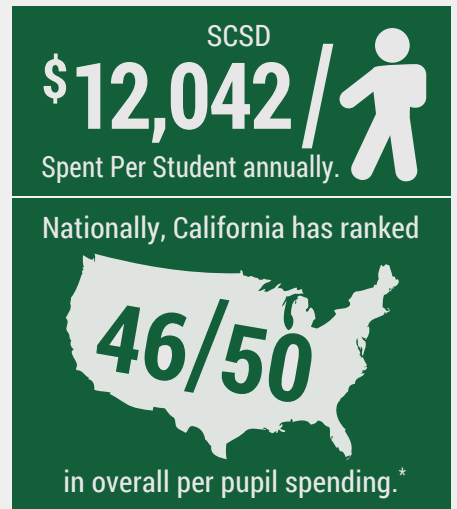 SCSD
$12,042/
Spent Per Student annually.
Nationally, California has ranked
46/50
in overall per pupil spending.*